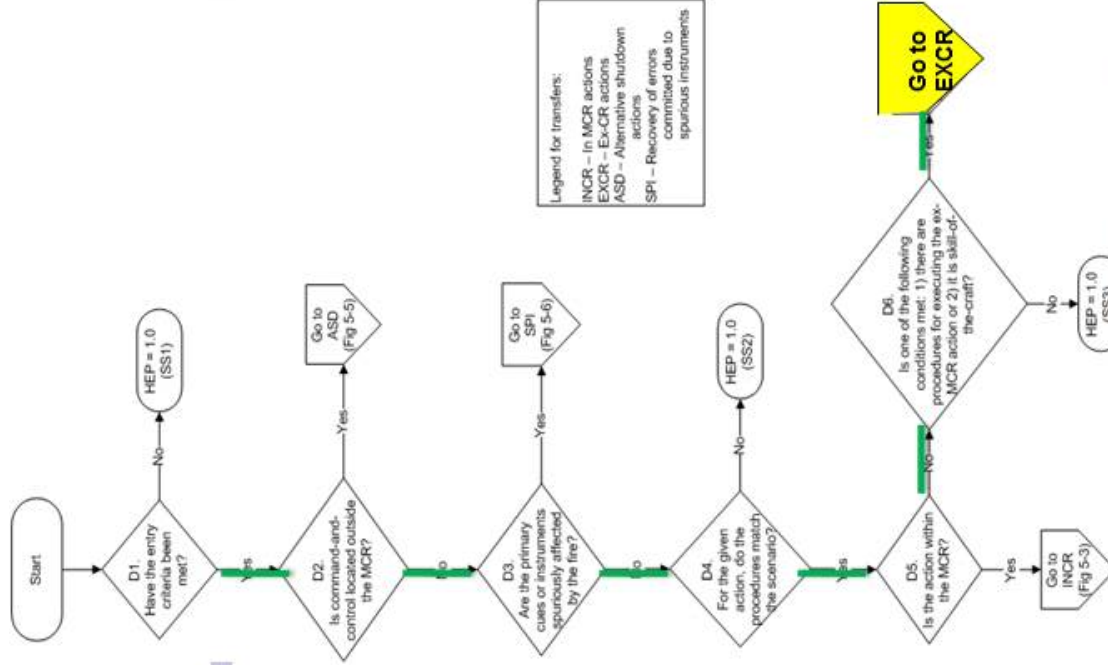 Start
D1.
Have the entry
criteria been
met?
No
HEP = 1.0
(SS1)
Yes
D2.
Is command-and-
control located outside
the MCR?
Yes
Go to
ASD
(Fig 5-5)
No
D3.
Are the primary
cues or instruments
spuriously affected
by the fire?
Yes
Go to
SPI
(Fig 5-6)
No
D4.
For the given
action, do the
procedures match
the scenario?
No
HEP = 1.0
(SS2)
Yes
D5.
Is the action within
the MCR?
Yes
Go to
INCR
(Fig 5-3)
No
D6.
Is one of the following
conditions met: 1) there are
procedures for executing the ex-
MCR action or 2) it is skill-of-
the-craft?
No
HEP = 1.0
(SS3)
Yes
Go to
EXCR
Legend for transfers:
INCR – In MCR actions
EXCR – Ex-CR actions
ASD – Alternative shutdown
actions
SPI – Recovery of errors
committed due to
spurious instruments